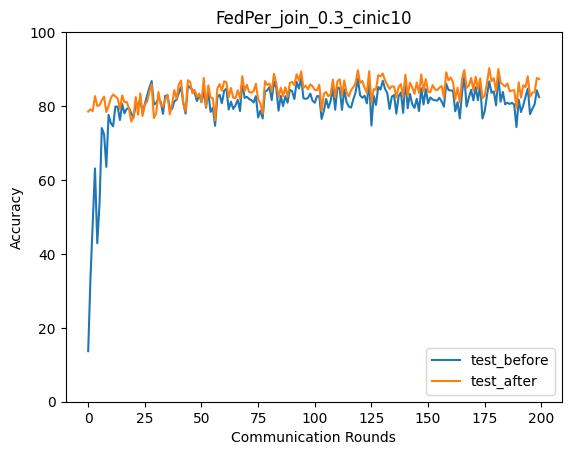 FedPer_join_0.3_cinic10
100
80
60
40
20
0
Accuracy
0 25 50 75 100 125 150 175 200
Communication Rounds
test_before
test_after